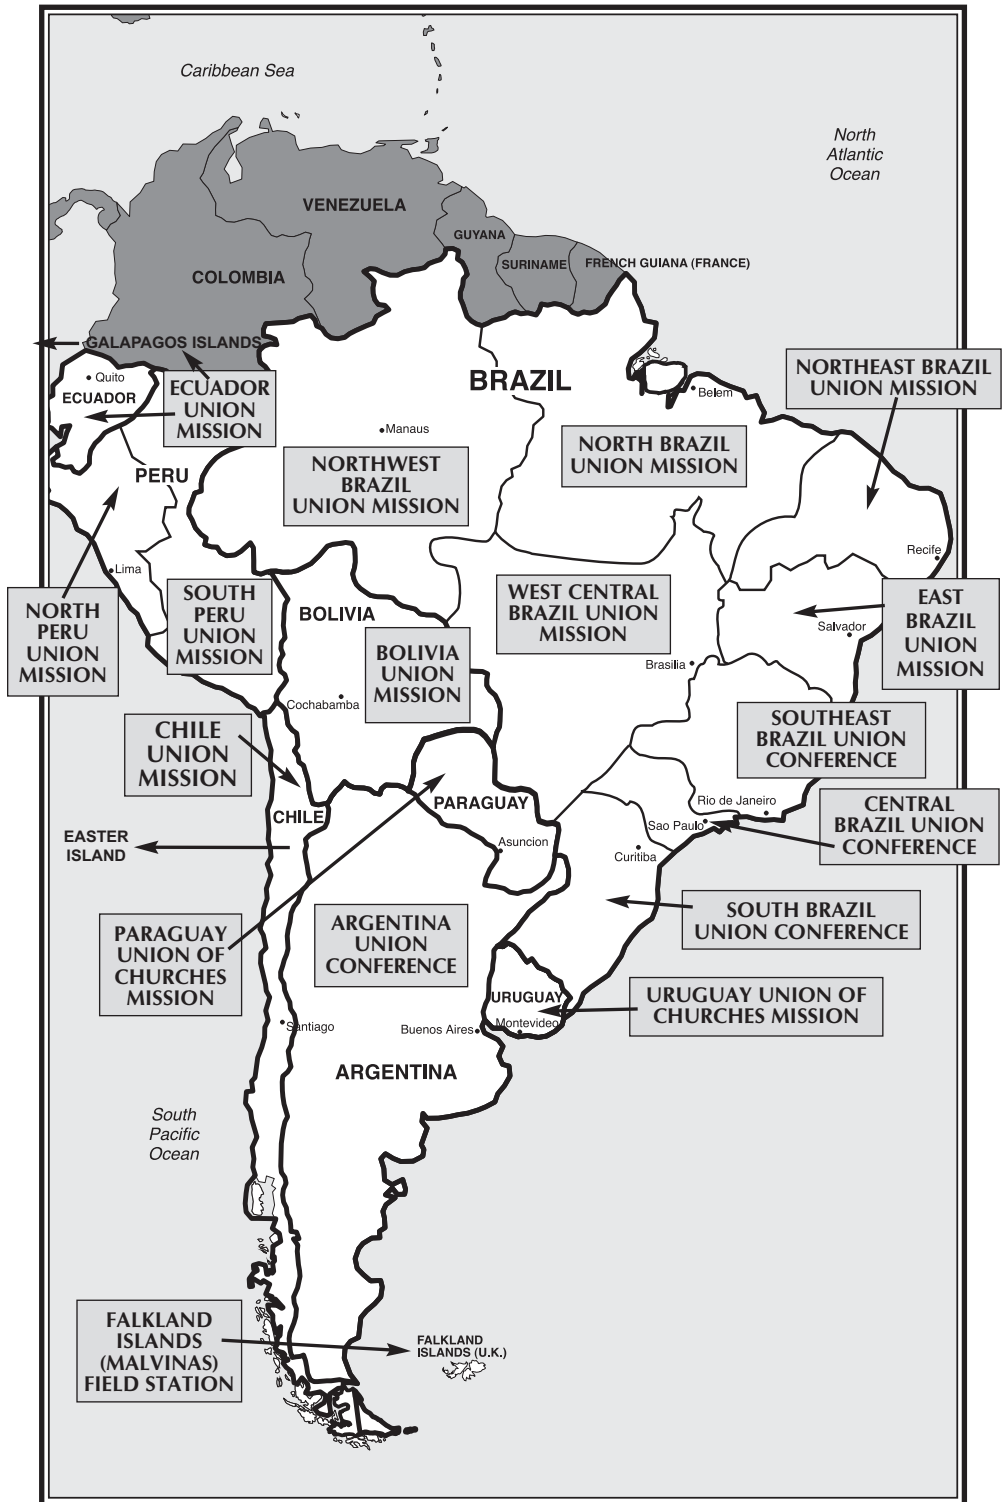 Caribbean Sea
North
Atlantic
Ocean
VENEZUELA
GUYANA
SURINAME
FRENCH GUIANA (FRANCE)
COLOMBIA
GALAPAGOS ISLANDS
Quito
ECUADOR
ECUADOR
UNION
MISSION
BRAZIL
Belem
NORTHEAST BRAZIL
UNION MISSION
Manaus
NORTH BRAZIL
UNION MISSION
PERU
NORTHWEST
BRAZIL
UNION MISSION
Recife
Lima
NORTH
PERU
UNION
MISSION
SOUTH
PERU
UNION
MISSION
BOLIVIA
WEST CENTRAL
BRAZIL UNION
MISSION
EAST
BRAZIL
UNION
MISSION
Salvador
BOLIVIA
UNION
MISSION
Brasilia
Cochabamba
CHILE
UNION
MISSION
SOUTHEAST
BRAZIL UNION
CONFERENCE
CHILE
PARAGUAY
Rio de Janeiro
Sao Paulo
CENTRAL
BRAZIL UNION
CONFERENCE
EASTER
ISLAND
Asuncion
Curitiba
PARAGUAY
UNION OF
CHURCHES
MISSION
ARGENTINA
UNION
CONFERENCE
SOUTH BRAZIL
UNION CONFERENCE
URUGUAY
URUGUAY UNION OF
CHURCHES MISSION
Santiago
Buenos Aires
Montevideo
ARGENTINA
South
Pacific
Ocean
FALKLAND
ISLANDS
(MALVINAS)
FIELD STATION
FALKLAND
ISLANDS (U.K.)